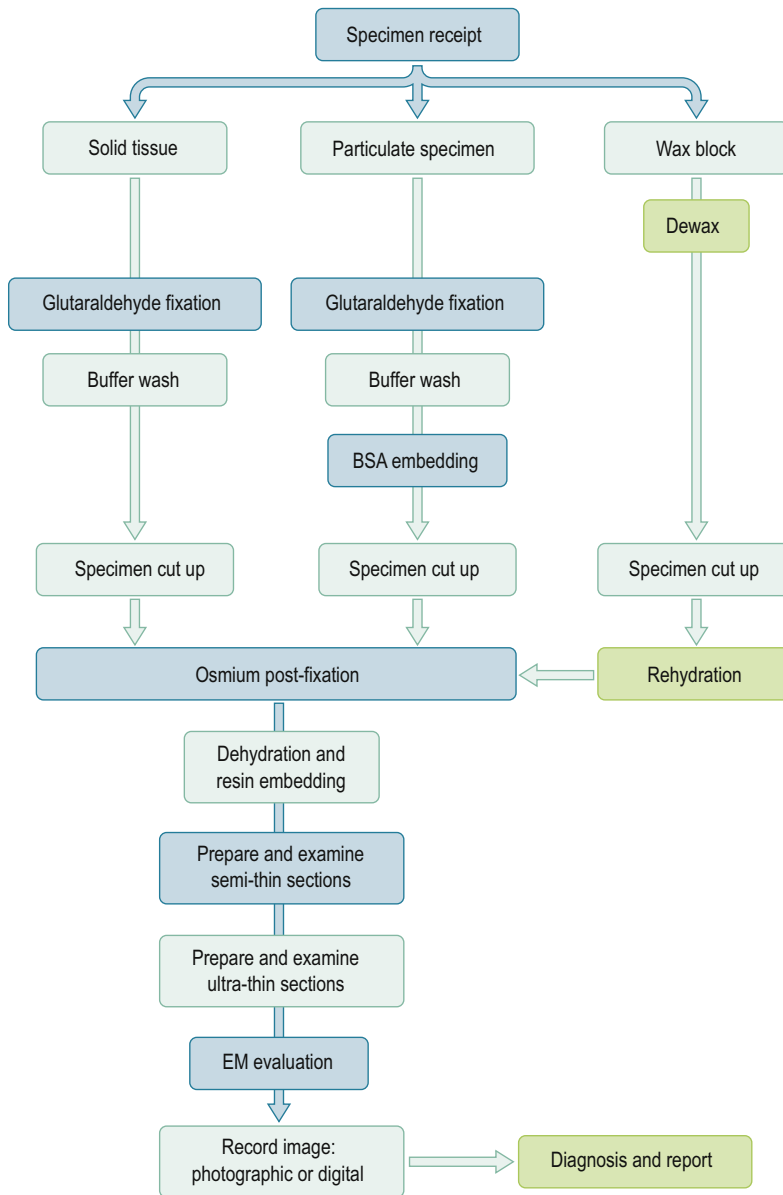 Specimen receipt
Solid tissue
Particulate specimen
Wax block
Dewax
Glutaraldehyde fixation
Glutaraldehyde fixation
Buffer wash
Buffer wash
BSA embedding
Specimen cut up
Specimen cut up
Specimen cut up
Osmium post-fixation
Rehydration
Dehydration and
resin embedding
Prepare and examine
semi-thin sections
Prepare and examine
ultra-thin sections
EM evaluation
Record image:
photographic or digital
Diagnosis and report